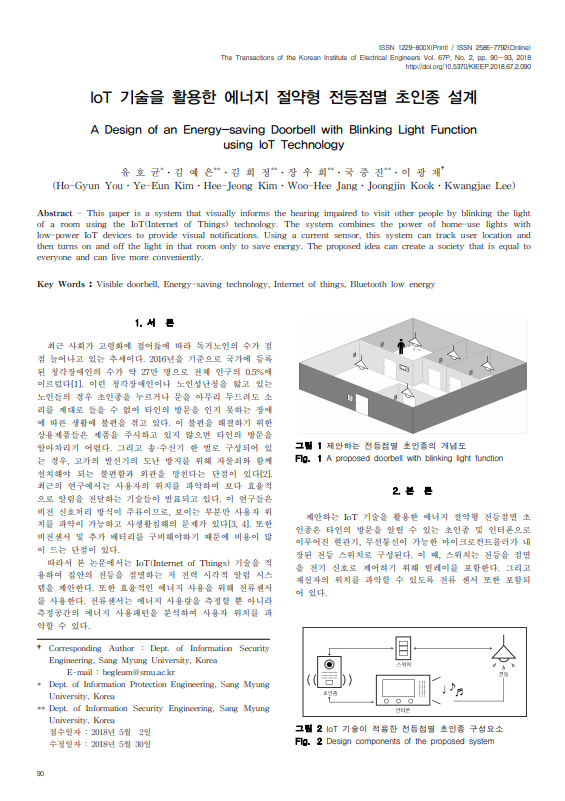 ISSN 1229-800X(Print) / ISSN 2586-7792(Online)
The Transactions of the Korean Institute of Electrical Engineers Vol. 67P, No. 2, pp. 90~93, 2018
http://doi.org/10.5370/KIEEP.2018.67.2.090
IoT 기술을 활용한 에너지 절약형 전등점멸 초인종 설계
A Design of an Energy-saving Doorbell with Blinking Light Function
using IoT Technology
유 호 균*・김 예 은**・김 희 정**・장 우 희**・국 중 진**・이 광 재✝
(Ho-Gyun You・Ye-Eun Kim・Hee-Jeong Kim・Woo-Hee Jang・Joongjin Kook・Kwangjae Lee)
Abstract - This paper is a system that visually informs the hearing impaired to visit other people by blinking the light
of a room using the IoT(Internet of Things) technology. The system combines the power of home-use lights with
low-power IoT devices to provide visual notifications. Using a current sensor, this system can track user location and
then turns on and off the light in that room only to save energy. The proposed idea can create a society that is equal to
everyone and can live more conveniently.
Key Words : Visible doorbell, Energy-saving technology, Internet of things, Bluetooth low energy
1. 서 론
최근 사회가 고령화에 접어듦에 따라 독거노인의 수가 점
점 늘어나고 있는 추세이다. 2016년을 기준으로 국가에 등록
된 청각장애인의 수가 약 27만 명으로 전체 인구의 0.5%에
이르렀다[1]. 이런 청각장애인이나 노인성난청을 앓고 있는
노인들의 경우 초인종을 누르거나 문을 아무리 두드려도 소
리를 제대로 들을 수 없어 타인의 방문을 인지 못하는 장애
에 따른 생활에 불편을 겪고 있다. 이 불편을 해결하기 위한
상용제품들은 제품을 주시하고 있지 않으면 타인의 방문을
알아차리기 어렵다. 그리고 송·수신기 한 벌로 구성되어 있
는 경우, 고가의 발신기의 도난 방지를 위해 자물쇠와 함께
설치해야 되는 불편함과 외관을 망친다는 단점이 있다[2].
최근의 연구에서는 사용자의 위치를 파악하여 보다 효율적
으로 알림을 전달하는 기술들이 발표되고 있다. 이 연구들은
비전 신호처리 방식이 주류이므로, 보이는 부분만 사용자 위
치를 파악이 가능하고 사생활침해의 문제가 있다[3, 4]. 또한
비전센서 및 추가 배터리를 구비해야하기 때문에 비용이 많
이 드는 단점이 있다.
따라서 본 논문에서는 IoT(Internet of Things) 기술을 적
용하여 집안의 전등을 점멸하는 저 전력 시각적 알림 시스
템을 제안한다. 또한 효율적인 에너지 사용을 위해 전류센서
를 사용한다. 전류센서는 에너지 사용량을 측정할 뿐 아니라
측정공간의 에너지 사용패턴을 분석하여 사용자 위치를 파
악할 수 있다.
✝ Corresponding Author : Dept. of Information Security
Engineering, Sang Myung University, Korea
E-mail : begleam@smu.ac.kr
* Dept. of Information Protection Engineering, Sang Myung
University, Korea
** Dept. of Information Security Engineering, Sang Myung
University, Korea
접수일자 : 2018년 5월 2일
수정일자 : 2018년 5월 30일
90
그림 1 제안하는 전등점멸 초인종의 개념도
Fig. 1 A proposed doorbell with blinking light function
2. 본 론
제안하는 IoT 기술을 활용한 에너지 절약형 전등점멸 초
인종은 타인의 방문을 알릴 수 있는 초인종 및 인터폰으로
이루어진 현관기, 무선통신이 가능한 마이크로컨트롤러가 내
장된 전등 스위치로 구성된다. 이 때, 스위치는 전등을 점멸
을 전기 신호로 제어하기 위해 릴레이를 포함한다. 그리고
재실자의 위치를 파악할 수 있도록 전류 센서 또한 포함되
어 있다.
스위치
전등
초인종
인터폰
그림 2 IoT 기술이 적용한 전등점멸 초인종 구성요소
Fig. 2 Design components of the proposed system